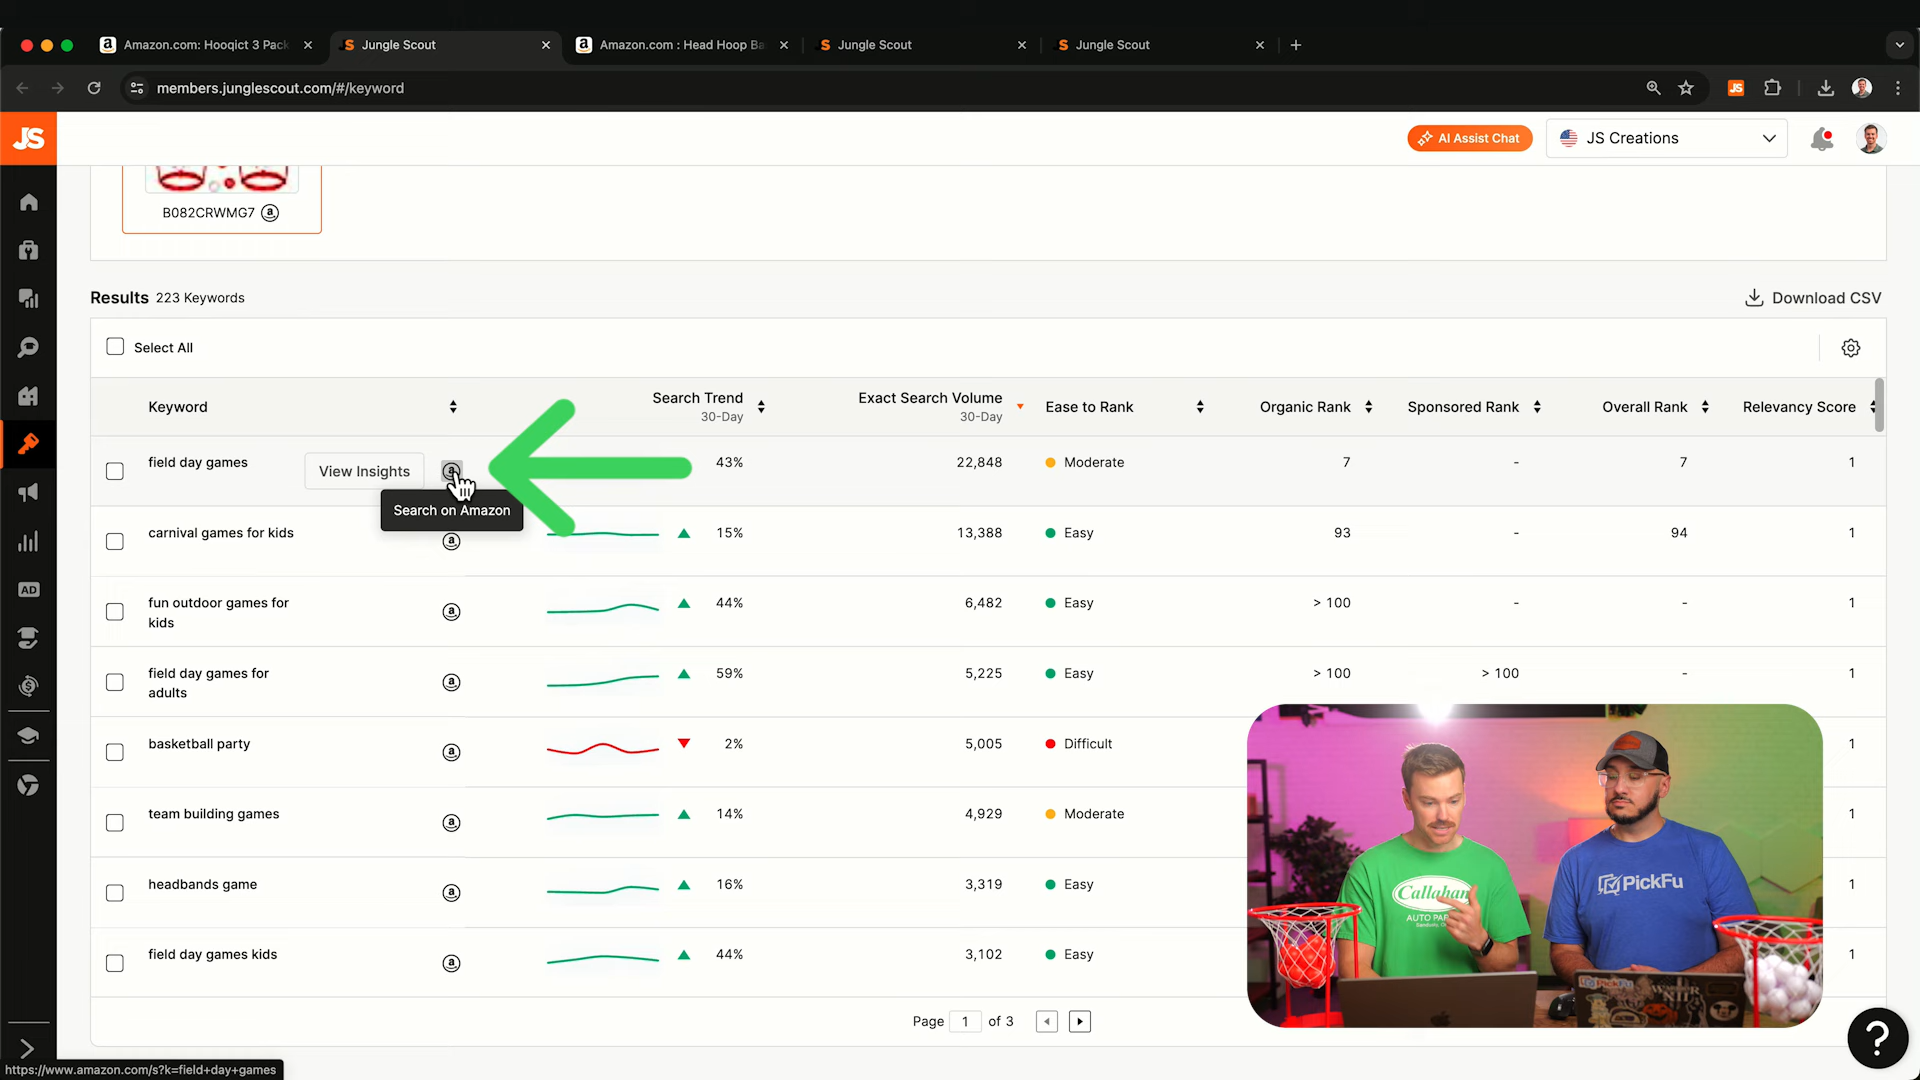 Amazon.com: Hooqict 3 Pack
Jungle Scout
Amazon.com : Head Hoop Ba
Jungle Scout
Jungle Scout
members.junglescout.com/#/keyword
JS
JS
AI Assist Chat
JS Creations
B082CRWMG7
Results 223 Keywords
Download CSV
Select All
Keyword
Search Trend
30-Day
Exact Search Volume
30-Day
Ease to Rank
Organic Rank
Sponsored Rank
Overall Rank
Relevancy Score
field day games
View Insights
43%
22,848
Moderate
7
-
7
1
Search on Amazon
carnival games for kids
15%
13,388
Easy
93
-
94
1
fun outdoor games for
kids
44%
6,482
Easy
> 100
-
-
1
AD
field day games for
adults
59%
5,225
Easy
> 100
> 100
-
1
basketball party
2%
5,005
Difficult
1
team building games
14%
4,929
Moderate
1
headbands game
16%
3,319
Easy
1
field day games kids
44%
3,102
Easy
1
Callahan
AUTO PAR
PickFu
PickFu
Page 1 of 3
?
https://www.amazon.com/s?k=field+day+games